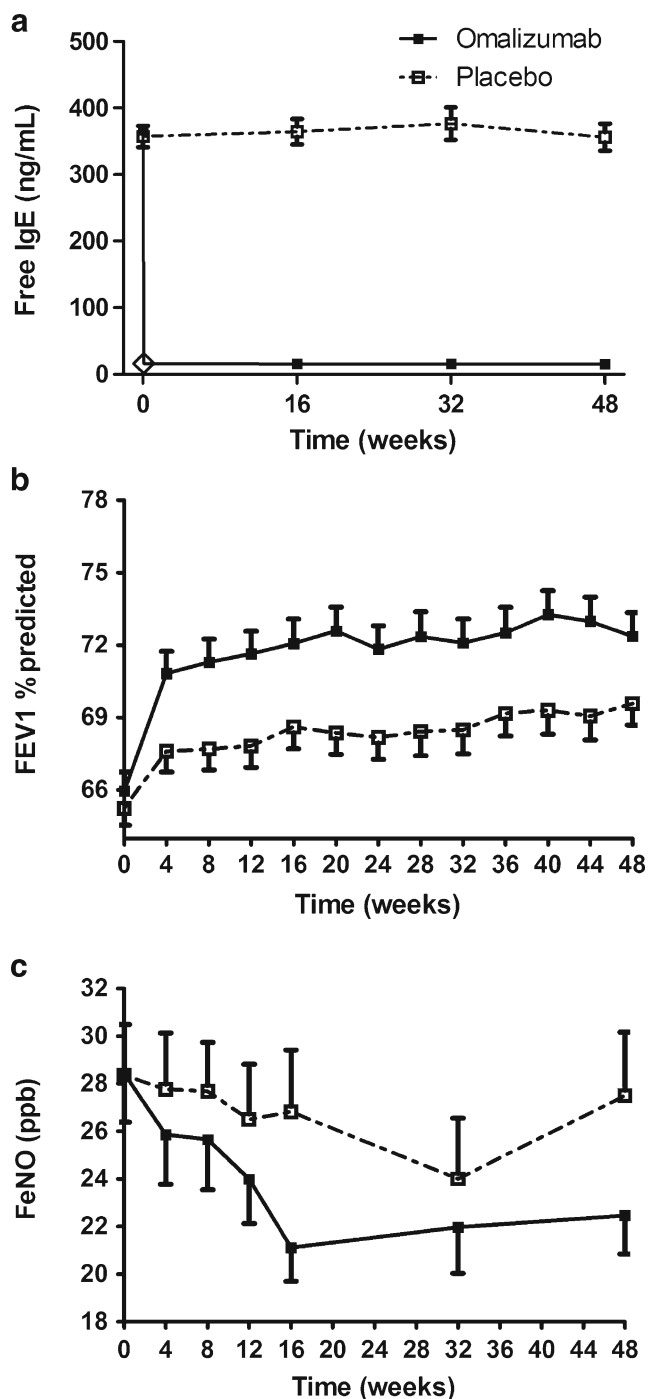 a
Omalizumab
Placebo
Free IgE (ng/mL)
500
400
300
200
100
0
0 16 32 48
Time (weeks)
b
FEV1 % predicted
78
75
72
69
66
0 4 8 12 16 20 24 28 32 36 40 44 48
Time (weeks)
c
FeNO (ppb)
32
30
28
26
24
22
20
18
0 4 8 12 16 20 24 28 32 36 40 44 48
Time (weeks)